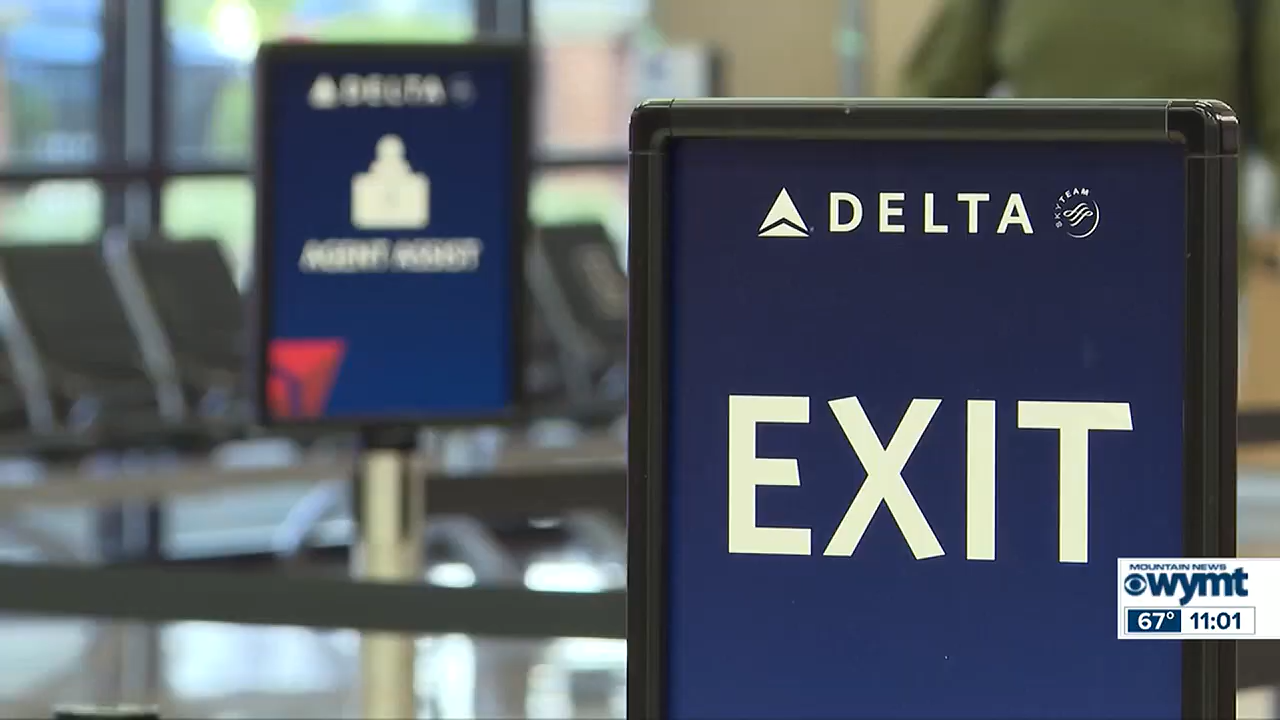 DELTA
AGENT ASSIST
DELTA SKYTEAM
EXIT
MOUNTAIN NEWS
wymt
67° 11:01